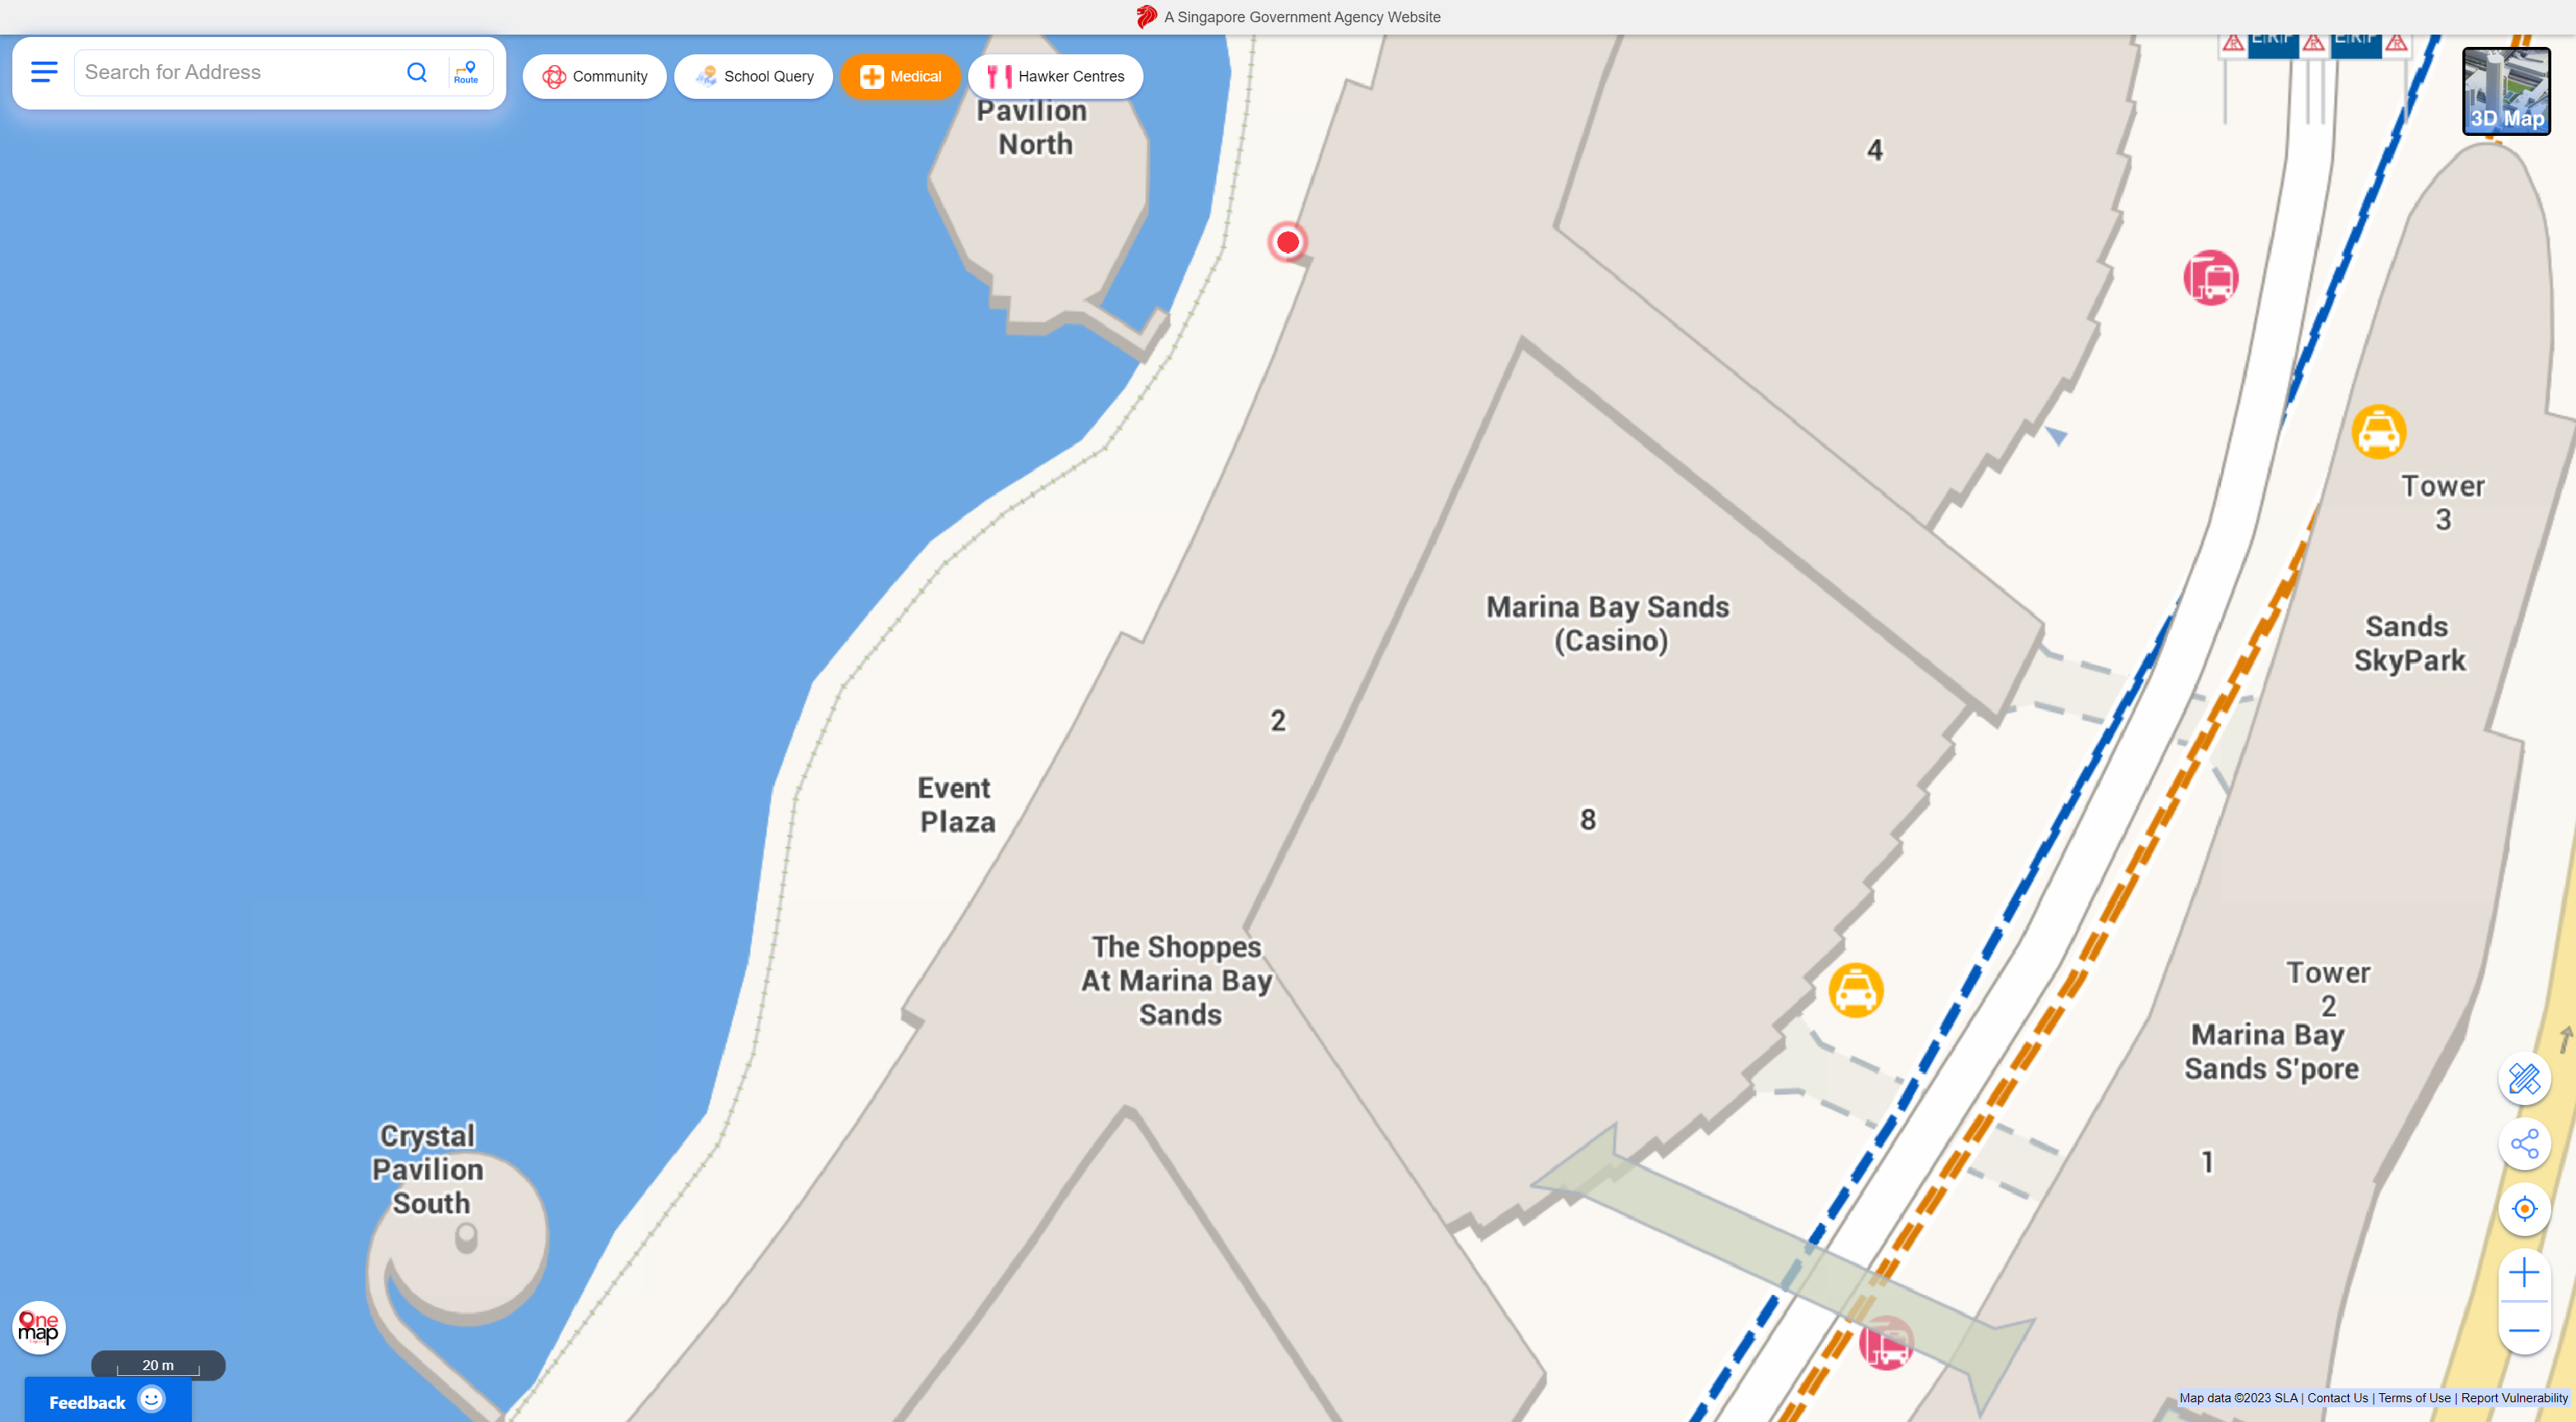 A Singapore Government Agency Website
Search for Address
Route
Community
School Query
Medical
Hawker Centres
ERP
ERP
3D Map
Pavilion
North
4
Tower
3
Marina Bay Sands
(Casino)
Sands
SkyPark
2
Event
Plaza
8
The Shoppes
At Marina Bay
Sands
Tower
2
Marina Bay
Sands S'pore
Crystal
Pavilion
South
1
One
map
20 m
Feedback
Map data ©2023 SLA | Contact Us | Terms of Use | Report Vulnerability